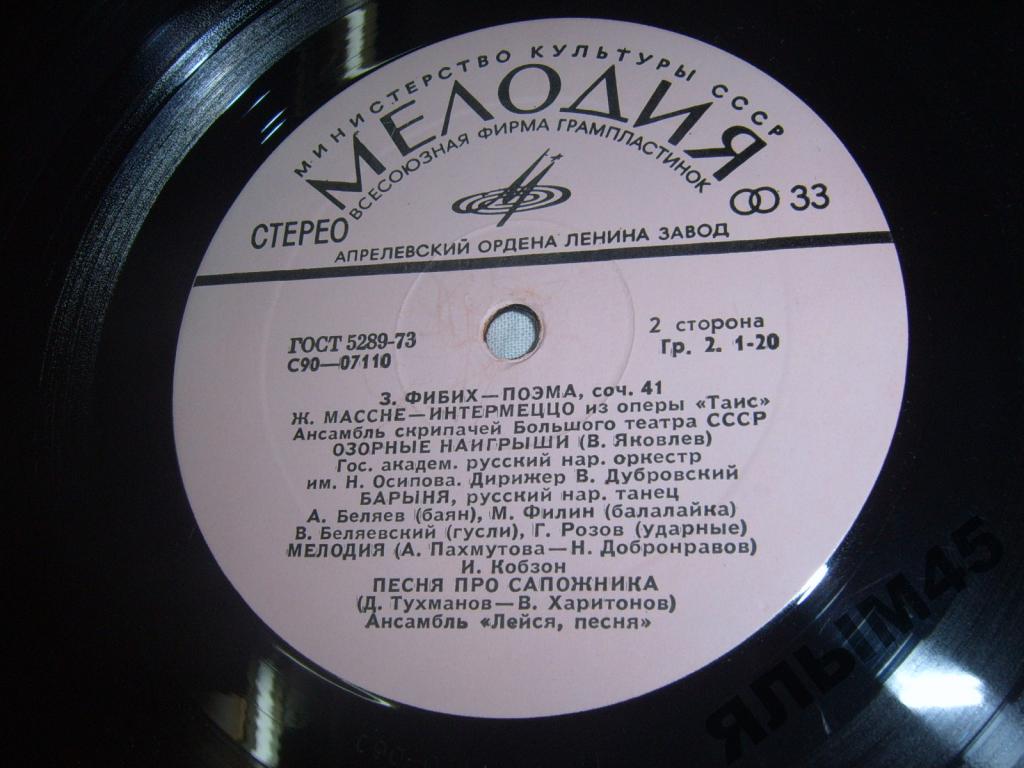 МИНИСТЕРСТВО КУЛЬТУРЫ СССР
МЕЛОДИЯ
ВСЕСОЮЗНАЯ ФИРМА ГРАМПЛАСТИНОК
СТЕРЕО
33
АПРЕЛЕВСКИЙ ОРДЕНА ЛЕНИНА ЗАВОД
ГОСТ 5289-73
С90—07110
2 сторона
Гр. 2. 1-20
З. ФИБИХ—ПОЭМА, соч. 41
Ж. МАССНЕ—ИНТЕРМЕЦЦО из оперы «Таис»
Ансамбль скрипачей Большого театра СССР
ОЗОРНЫЕ НАИГРЫШИ (В. Яковлев)
Гос. академ. русский нар. оркестр
им. Н. Осипова. Дирижер В. Дубровский
БАРЫНЯ, русский нар. танец
А. Беляев (баян), М. Филин (балалайка)
В. Беляевский (гусли), Г. Розов (ударные)
МЕЛОДИЯ (А. Пахмутова—Н. Добронравов)
И. Кобзон
ПЕСНЯ ПРО САПОЖНИКА
(Д. Тухманов—В. Харитонов)
Ансамбль «Лейся, песня»
ЯЛЫМ45